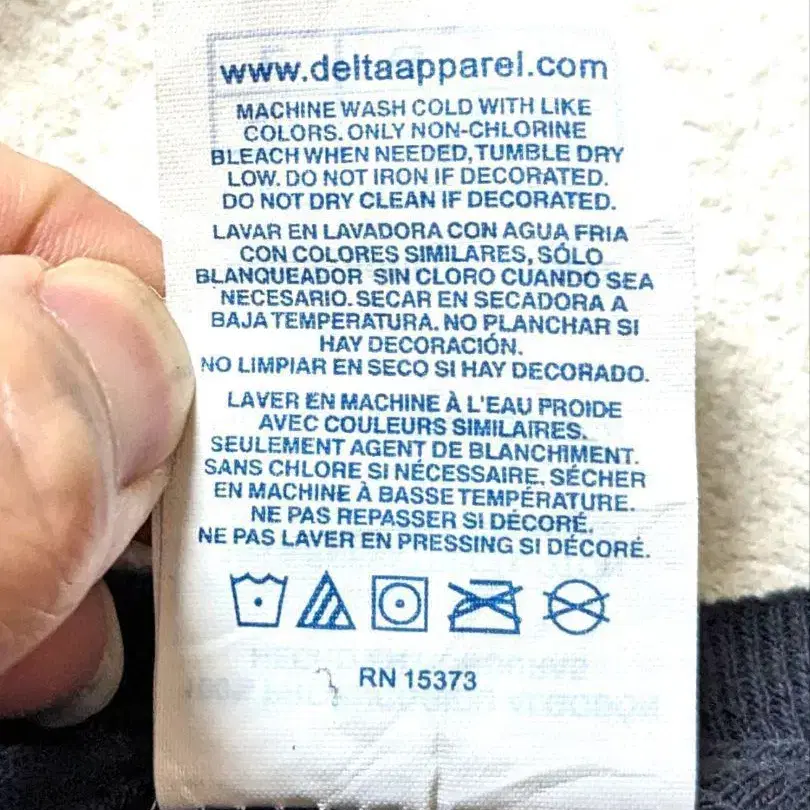 www.deltaapparel.com
MACHINE WASH COLD WITH LIKE
COLORS. ONLY NON-CHLORINE
BLEACH WHEN NEEDED, TUMBLE DRY
LOW. DO NOT IRON IF DECORATED.
DO NOT DRY CLEAN IF DECORATED.
LAVAR EN LAVADORA CON AGUA FRIA
CON COLORES SIMILARES, SÓLO
BLANQUEADOR SIN CLORO CUANDO SEA
NECESARIO. SECAR EN SECADORA A
BAJA TEMPERATURA. NO PLANCHAR SI
HAY DECORACIÓN.
NO LIMPIAR EN SECO SI HAY DECORADO.
LAVER EN MACHINE À L'EAU PROIDE
AVEC COULEURS SIMILAIRES.
SEULEMENT AGENT DE BLANCHIMENT.
SANS CHLORE SI NÉCESSAIRE. SÉCHER
EN MACHINE À BASSE TEMPÉRATURE.
NE PAS REPASSER SI DÉCORÉ.
NE PAS LAVER EN PRESSING SI DÉCORÉ.
RN 15373